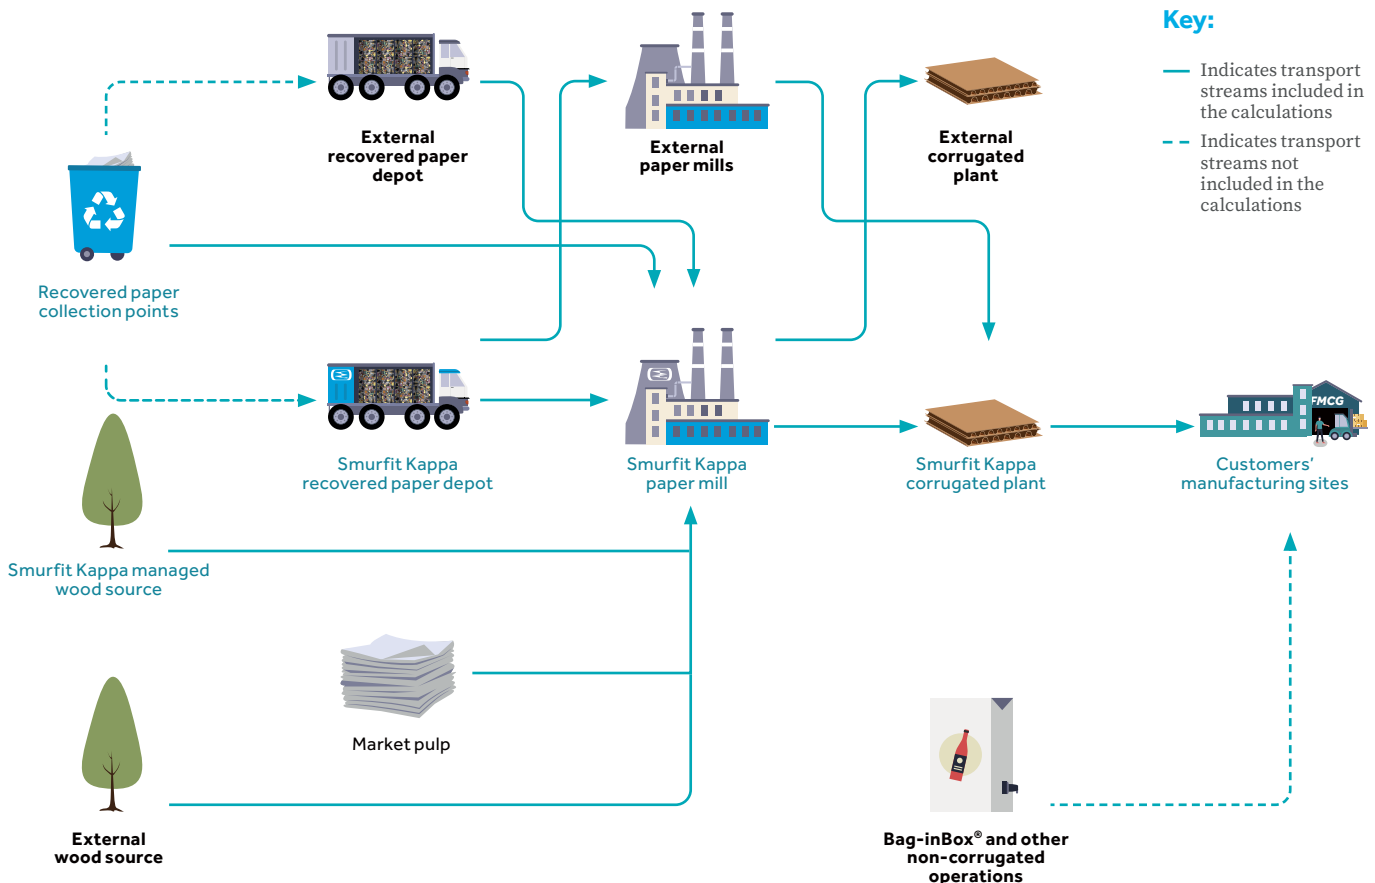 Key:
Indicates transport
streams included in
the calculations
Indicates transport
streams not
included in the
calculations
External
recovered paper
depot
External
paper mills
External
corrugated
plant
Recovered paper
collection points
Smurfit Kappa
recovered paper depot
Smurfit Kappa
paper mill
Smurfit Kappa
corrugated plant
FMCG
Customers’
manufacturing sites
Smurfit Kappa managed
wood source
Market pulp
External
wood source
Bag-inBox® and other
non-corrugated
operations